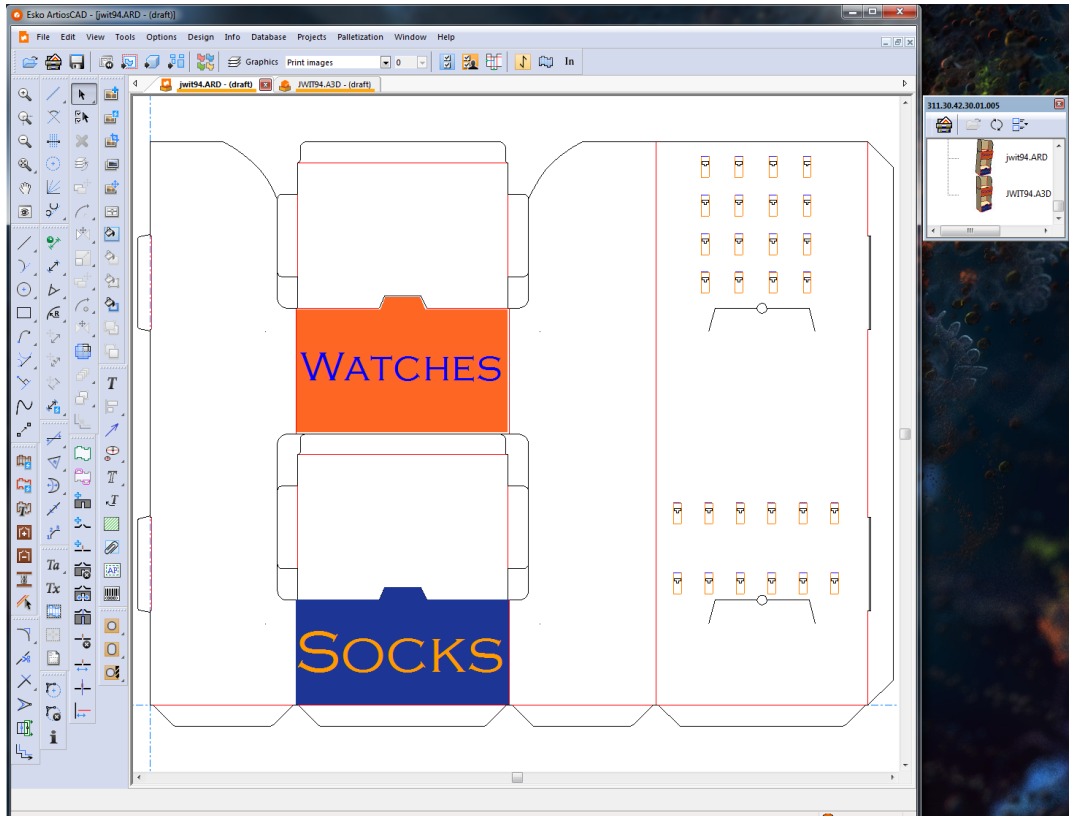 Esko ArtiosCAD - [jwit94.ARD - (draft)]
File Edit View Tools Options Design Info Database Projects Palletization Window Help
Graphics Print images 0 In
jwit94.ARD - (draft) JWIT94.A3D - (draft)
311.30.42.30.01.005
jwit94.ARD
JWIT94.A3D
WATCHES
SOCKS
R
T
T
T
J
Ta
AP
Tx